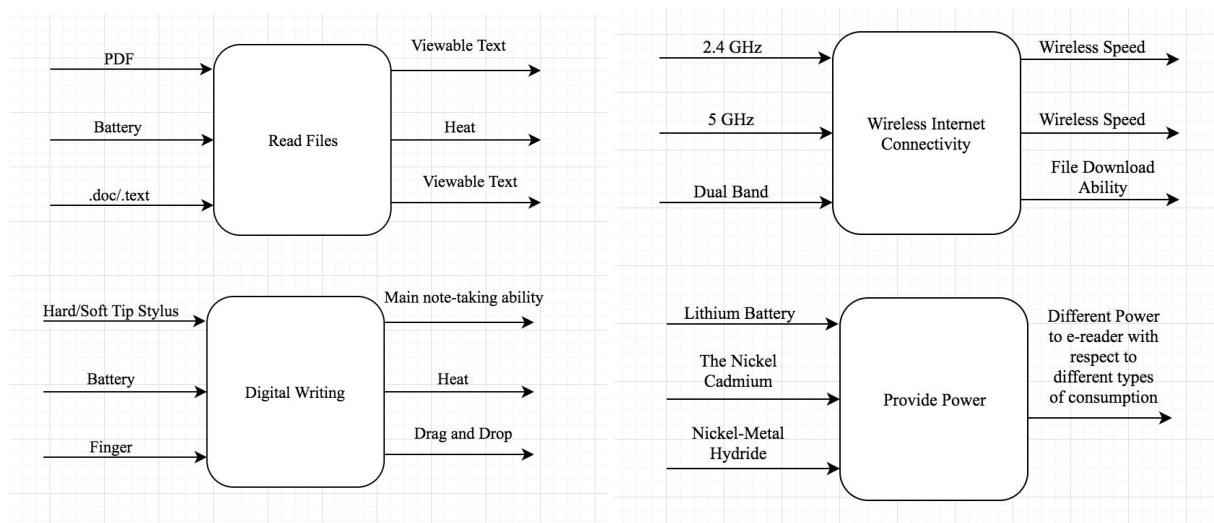 PDF
Viewable Text
Battery
Read Files
Heat
.doc/.text
Viewable Text
2.4 GHz
Wireless Speed
5 GHz
Wireless Internet
Connectivity
Wireless Speed
Dual Band
File Download
Ability
Hard/Soft Tip Stylus
Main note-taking ability
Battery
Digital Writing
Heat
Finger
Drag and Drop
Lithium Battery
The Nickel
Cadmium
Nickel-Metal
Hydride
Provide Power
Different Power
to e-reader with
respect to
different types
of consumption